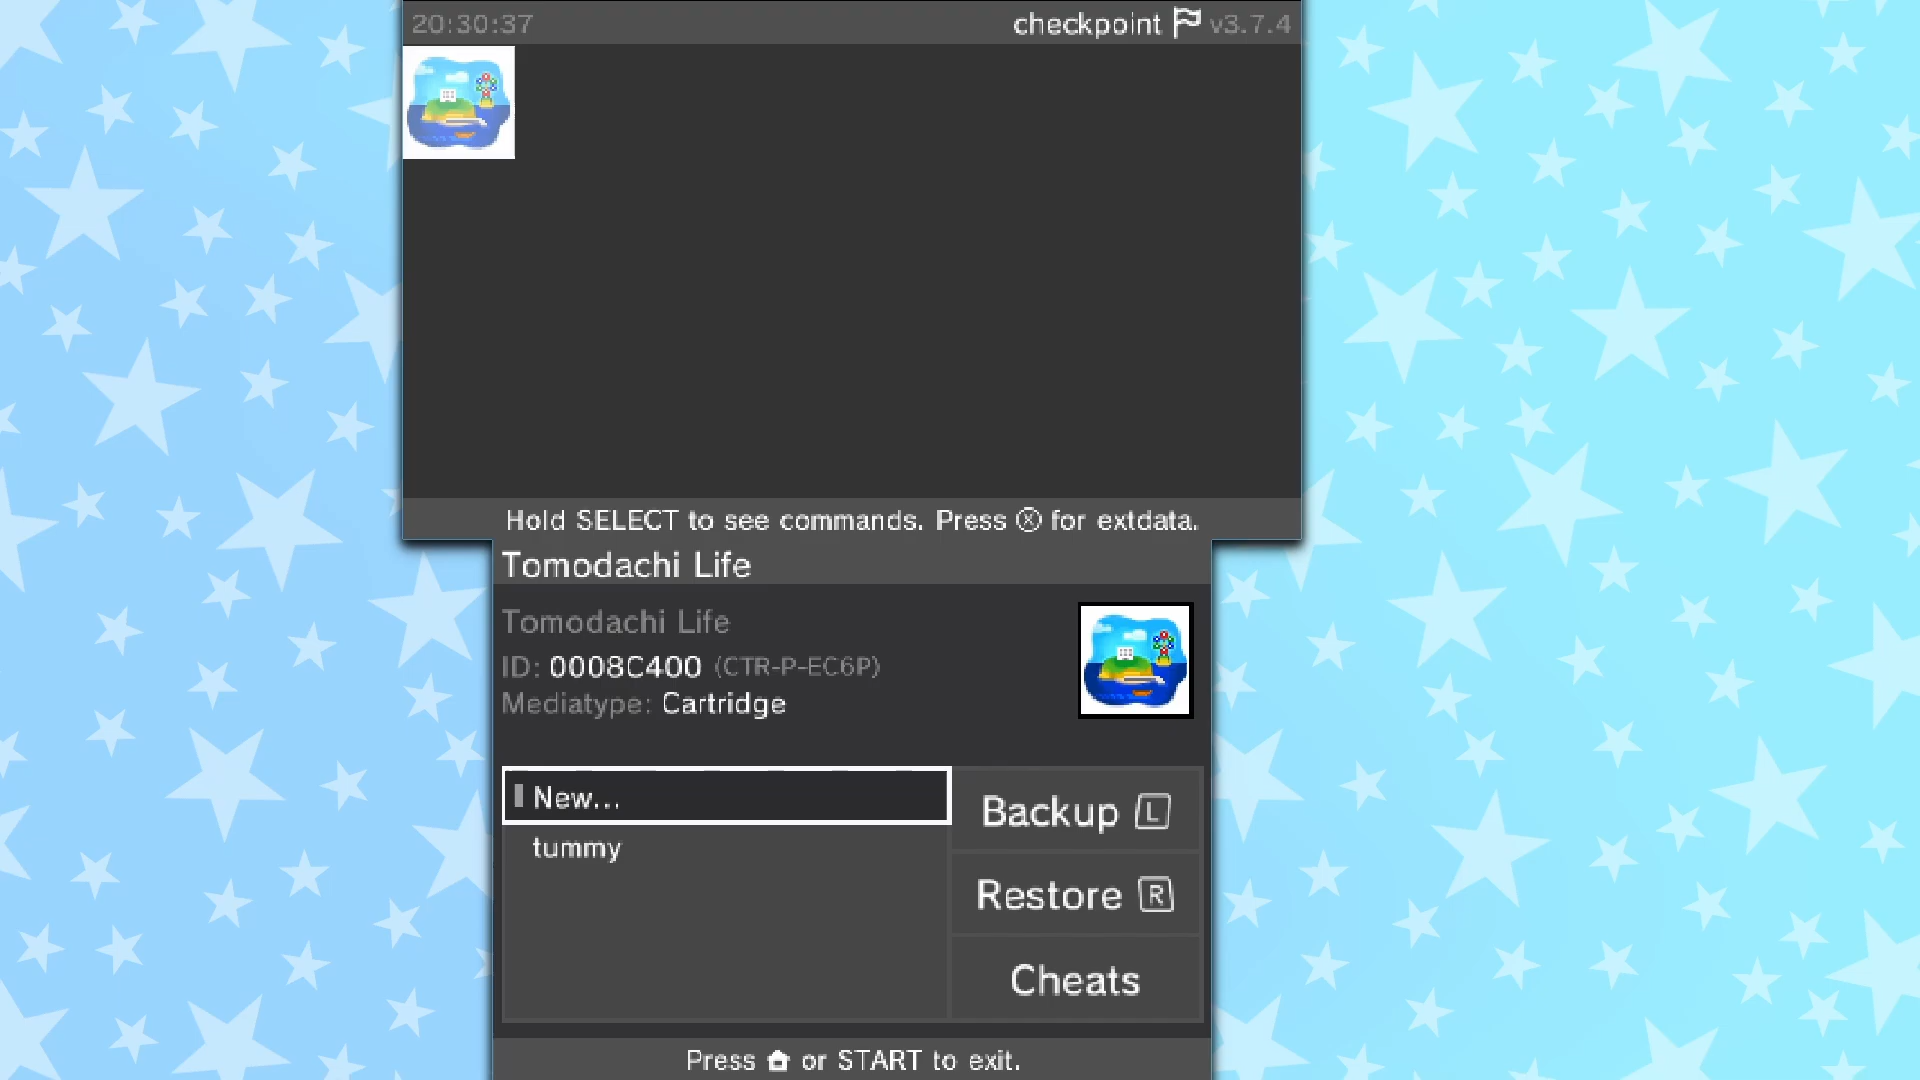 20:30:37
checkpoint v3.7.4
Hold SELECT to see commands. Press Ⓧ for extdata.
Tomodachi Life
Tomodachi Life
ID: 0008C400 (CTR-P-EC6P)
Mediatype: Cartridge
New...
tummy
Backup L
Restore R
Cheats
Press or START to exit.